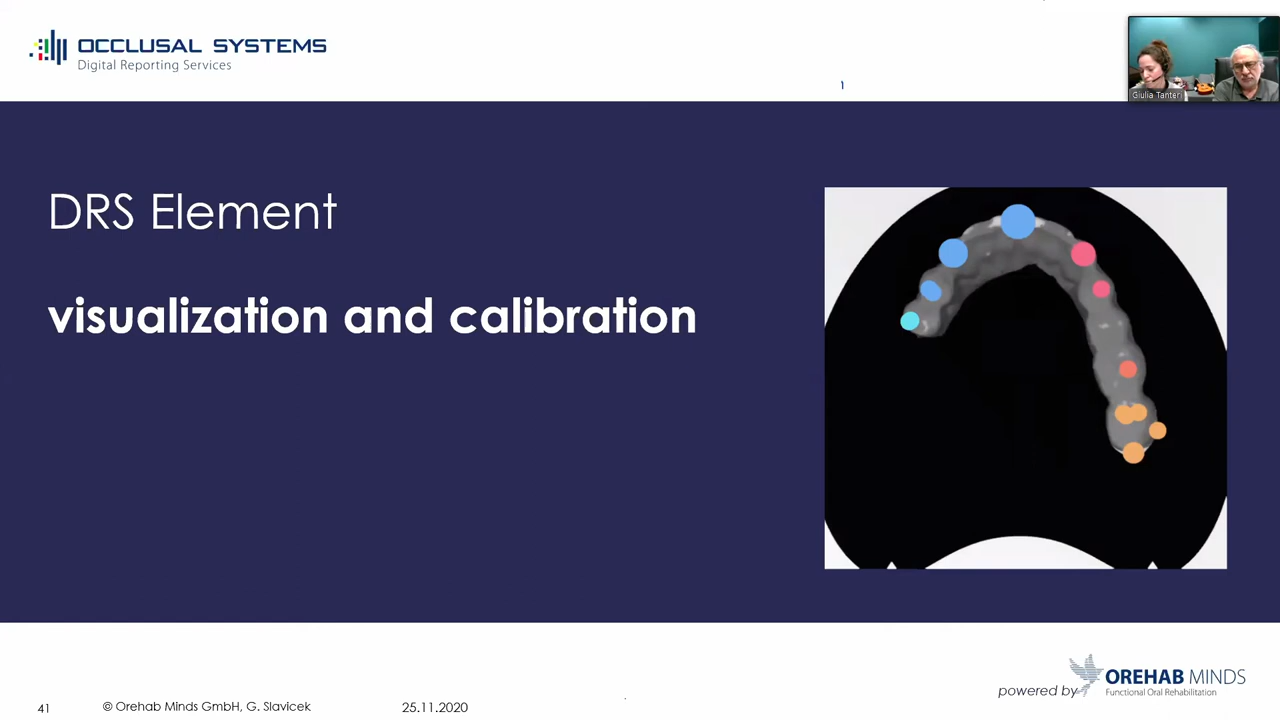 OCCLUSAL SYSTEMS
Digital Reporting Services
Giulia Tanteri
DRS Element
visualization and calibration
powered by
OREHAB MINDS
Functional Oral Rehabilitation
41
© Orehab Minds GmbH, G. Slavicek
25.11.2020